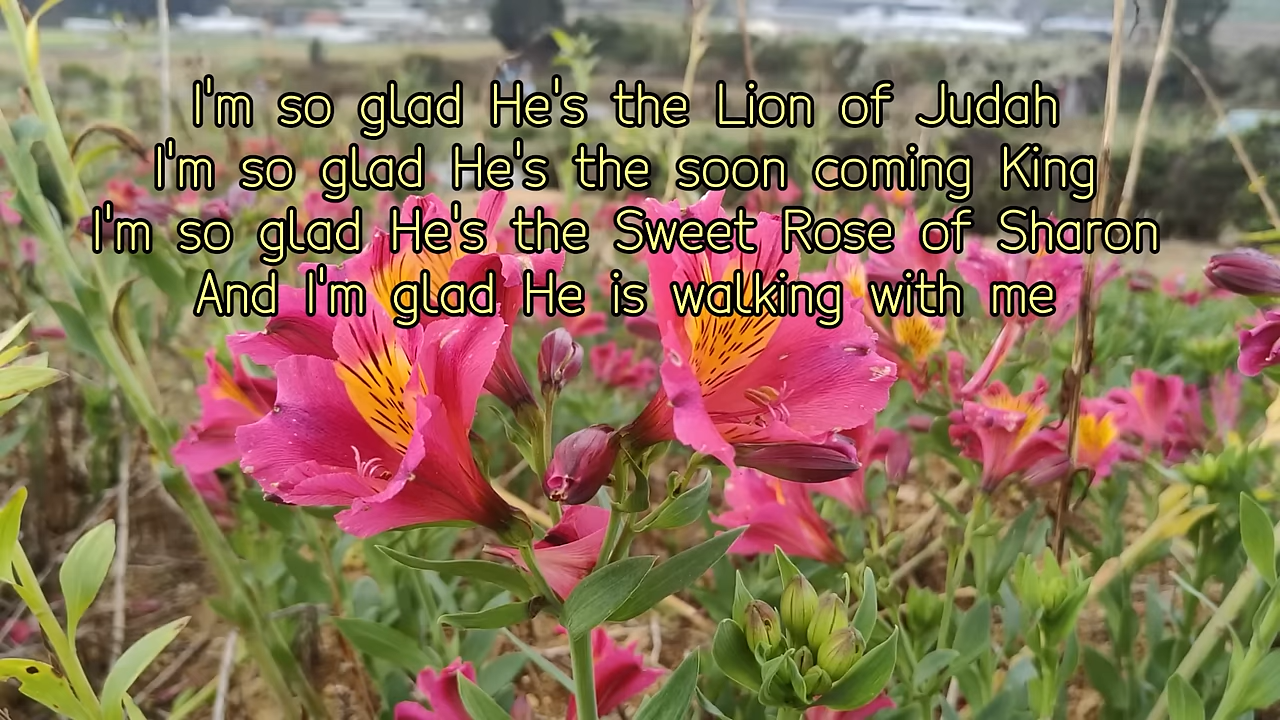 I'm so glad He's the Lion of Judah
I'm so glad He's the soon coming King
I'm so glad He's the Sweet Rose of Sharon
And I'm glad He is walking with me